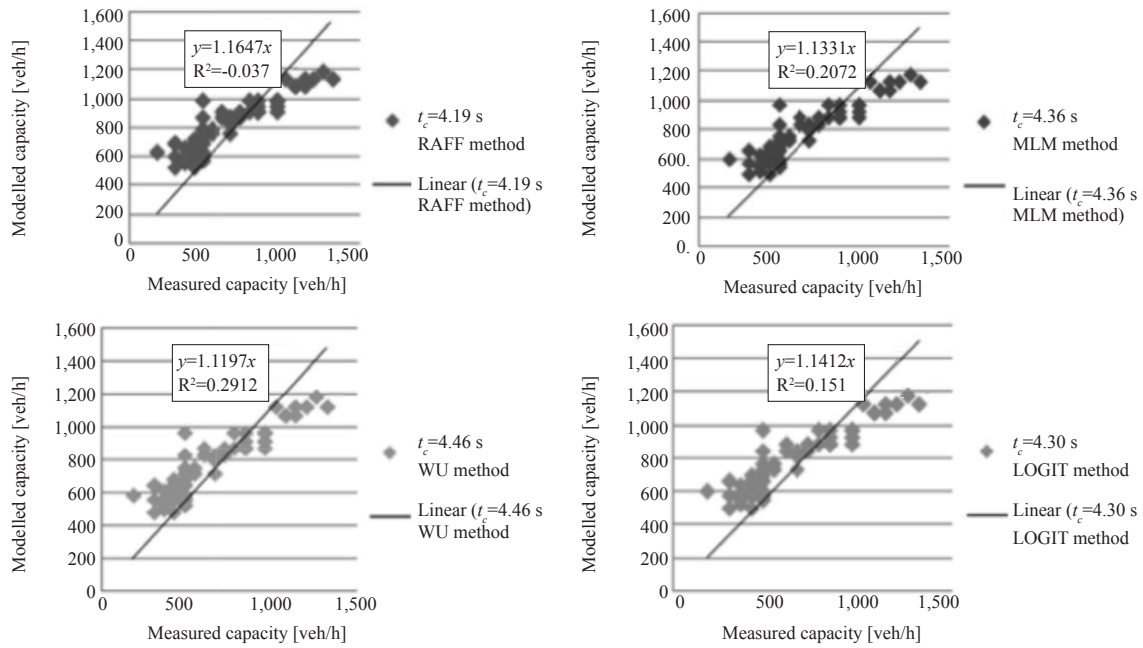 Modelled capacity [veh/h]
1,600
1,400
1,200
1,000
800
600
400
200
0
y=1.1647x
R²=-0.037
0 500 1,000 1,500
Measured capacity [veh/h]
t_c=4.19 s
RAFF method
Linear (t_c=4.19 s
RAFF method)
Modelled capacity [veh/h]
1,600
1,400
1,200
1,000
800
600.
400
200
0.
y=1.1331x
R²=0.2072
0 500 1,000 1,500
Measured capacity [veh/h]
t_c=4.36 s
MLM method
Linear (t_c=4.36 s
MLM method)
Modelled capacity [veh/h]
1,600
1,400
1,200
1,000
800
600
400
200
0
y=1.1197x
R²=0.2912
0 500 1,000 1,500
Measured capacity [veh/h]
t_c=4.46 s
WU method
Linear (t_c=4.46 s
WU method
Modelled capacity [veh/h]
1,600
1,400
1,200
1,000
800
600
400
200
0
y=1.1412x
R²=0.151
0 500 1,000 1,500
Measured capacity [veh/h]
t_c=4.30 s
LOGIT method
Linear (t_c=4.30 s
LOGIT method